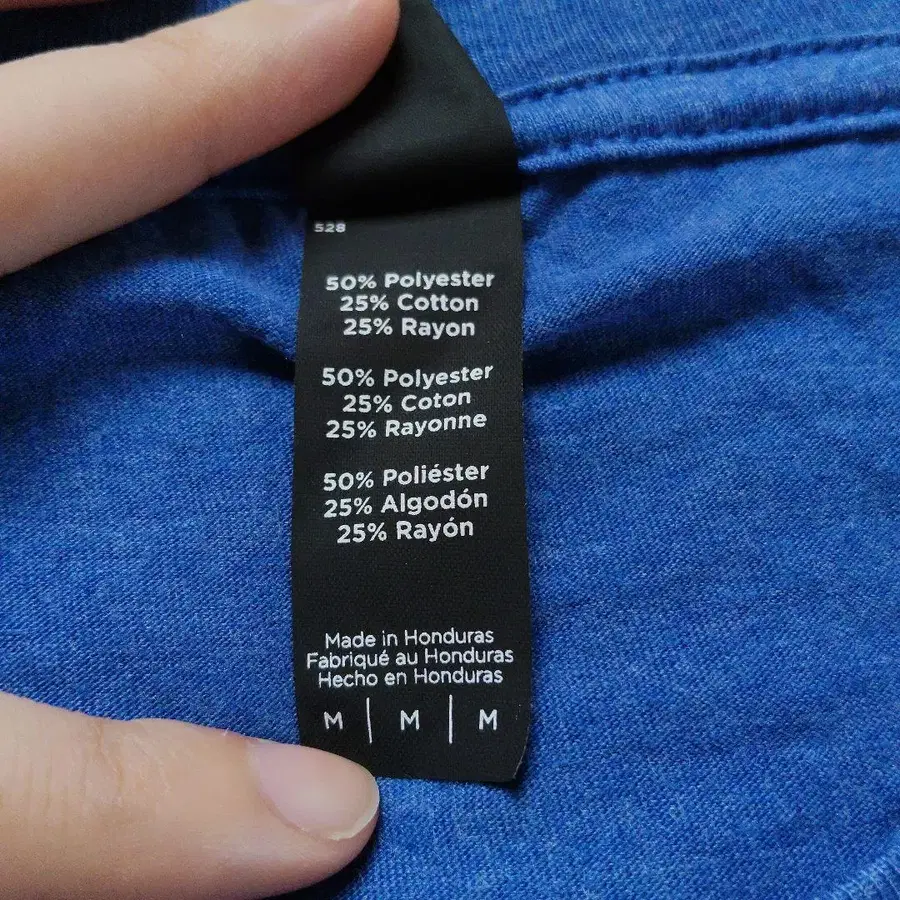 528
50% Polyester
25% Cotton
25% Rayon
50% Polyester
25% Coton
25% Rayonne
50% Poliéster
25% Algodón
25% Rayón
Made in Honduras
Fabriqué au Honduras
Hecho en Honduras
M | M | M